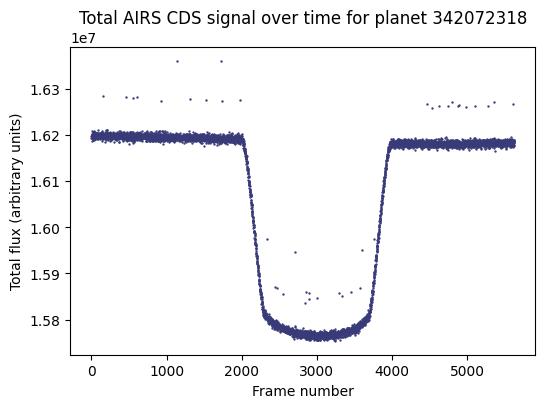 Total AIRS CDS signal over time for planet 342072318
1e7
1.63
1.62
1.61
1.60
1.59
1.58
Total flux (arbitrary units)
0 1000 2000 3000 4000 5000
Frame number